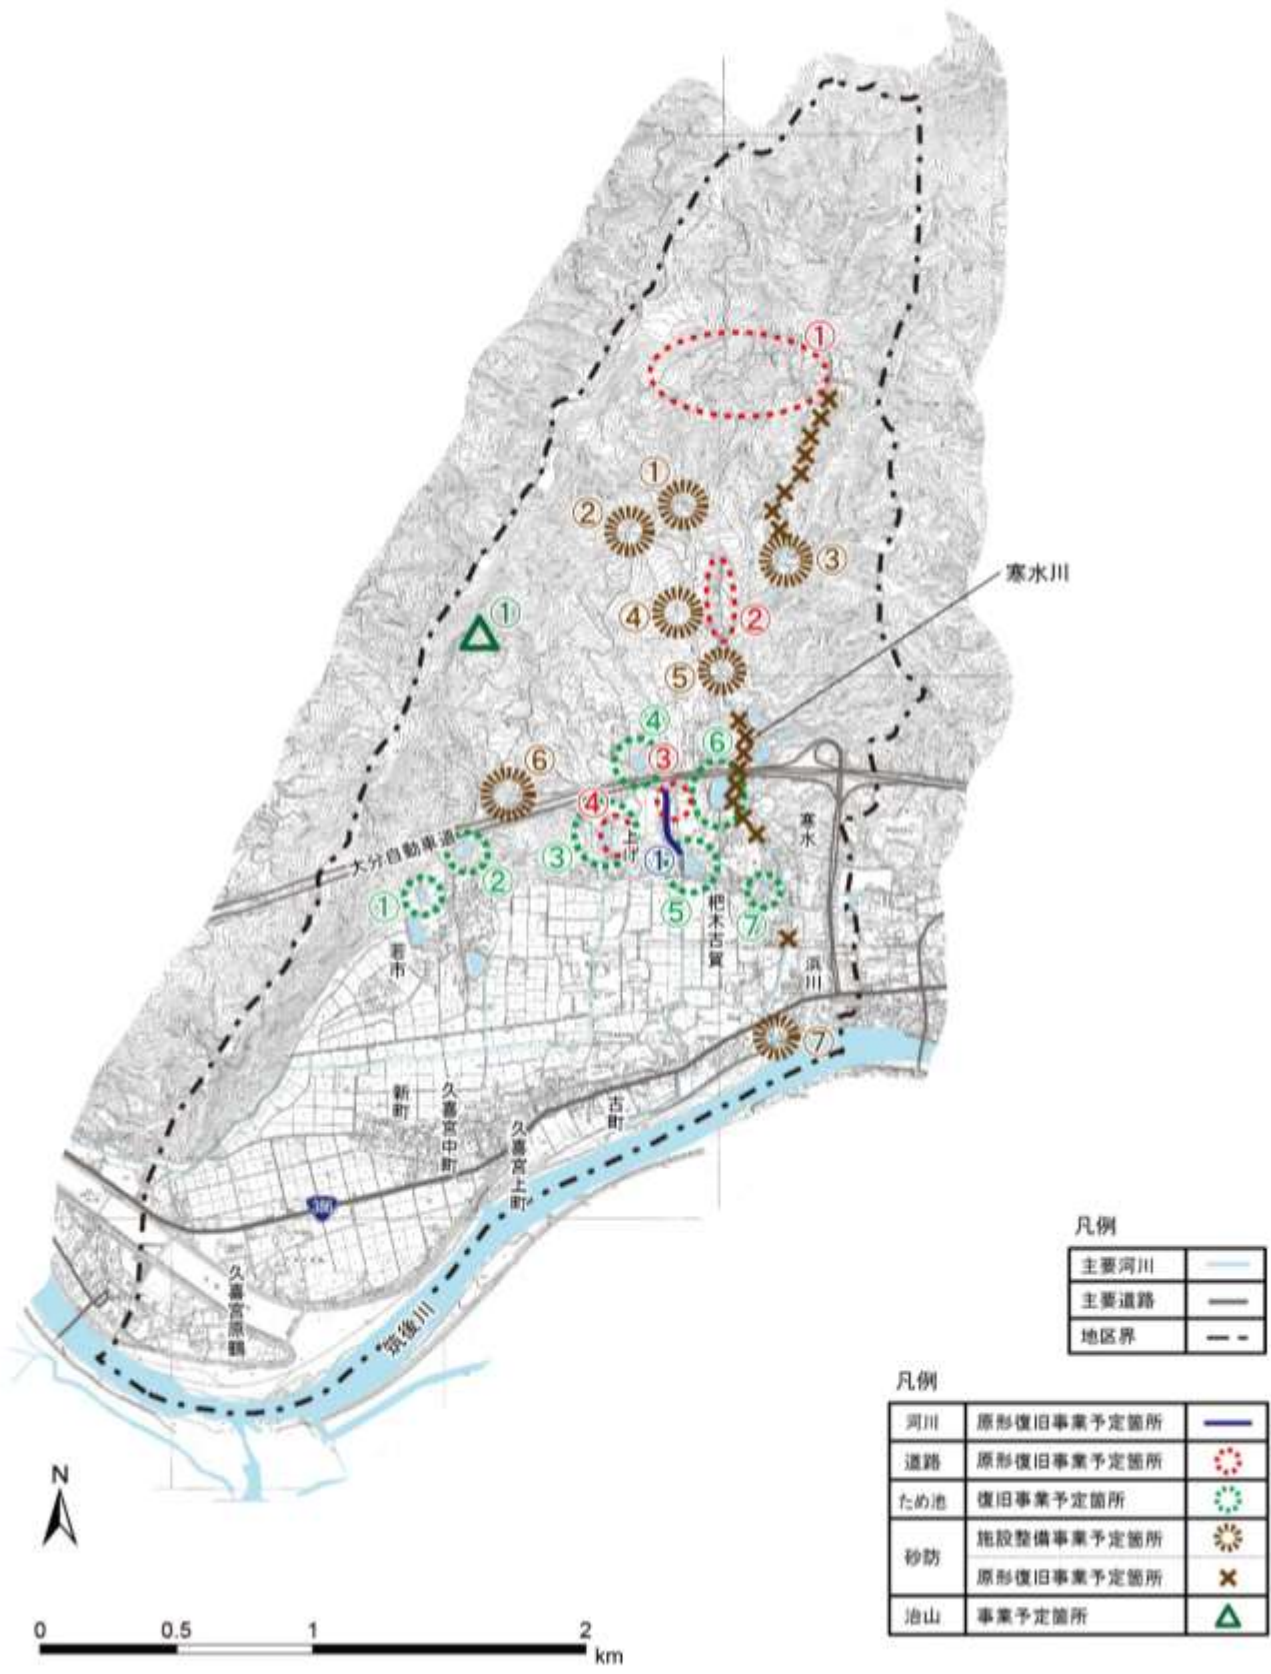 ①
①
②
③
寒水川
④
②
①
⑤
④
③
⑥
⑥
④
上町
寒水
大分自動車道
③
①
②
①
⑤
杷木古賀
⑦
若市
浜川
⑦
新町
久喜宮中町
古町
久喜宮上町
386
久喜宮原鶴
筑後川
凡例
主要河川
主要道路
地区界
凡例
河川 原形復旧事業予定箇所
道路 原形復旧事業予定箇所
ため池 復旧事業予定箇所
砂防 施設整備事業予定箇所
原形復旧事業予定箇所
治山 事業予定箇所
N
0 0.5 1 2
km